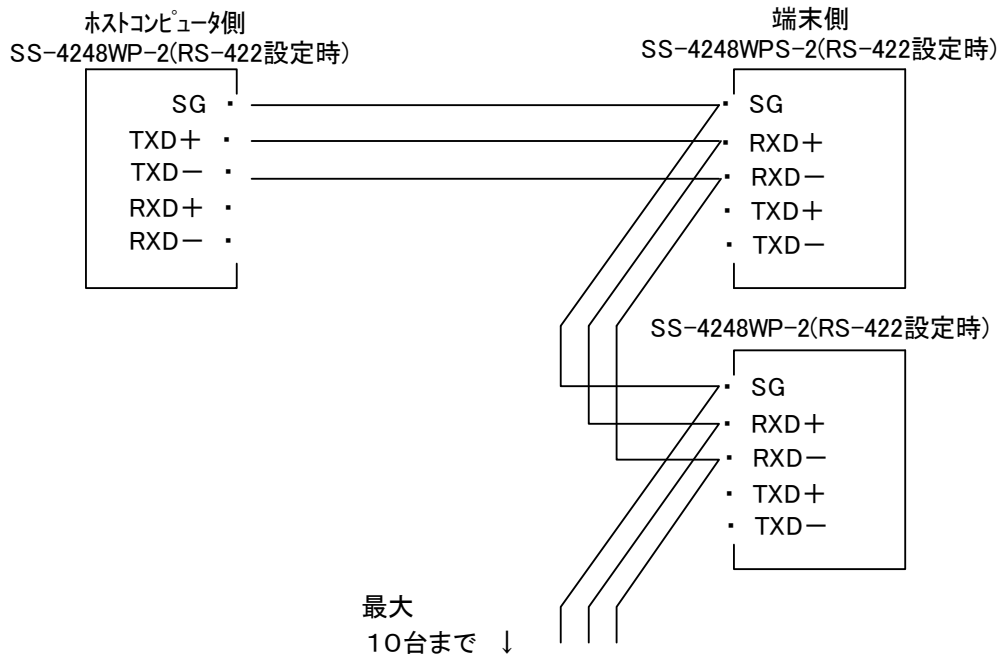 ﾎｽﾄｺﾝﾋﾟｭｰﾀ側
SS-4248WP-2(RS-422設定時)
SG
TXD＋
TXD－
RXD＋
RXD－
端末側
SS-4248WPS-2(RS-422設定時)
SG
RXD＋
RXD－
TXD＋
TXD－
SS-4248WP-2(RS-422設定時)
SG
RXD＋
RXD－
TXD＋
TXD－
最大
１０台まで ↓